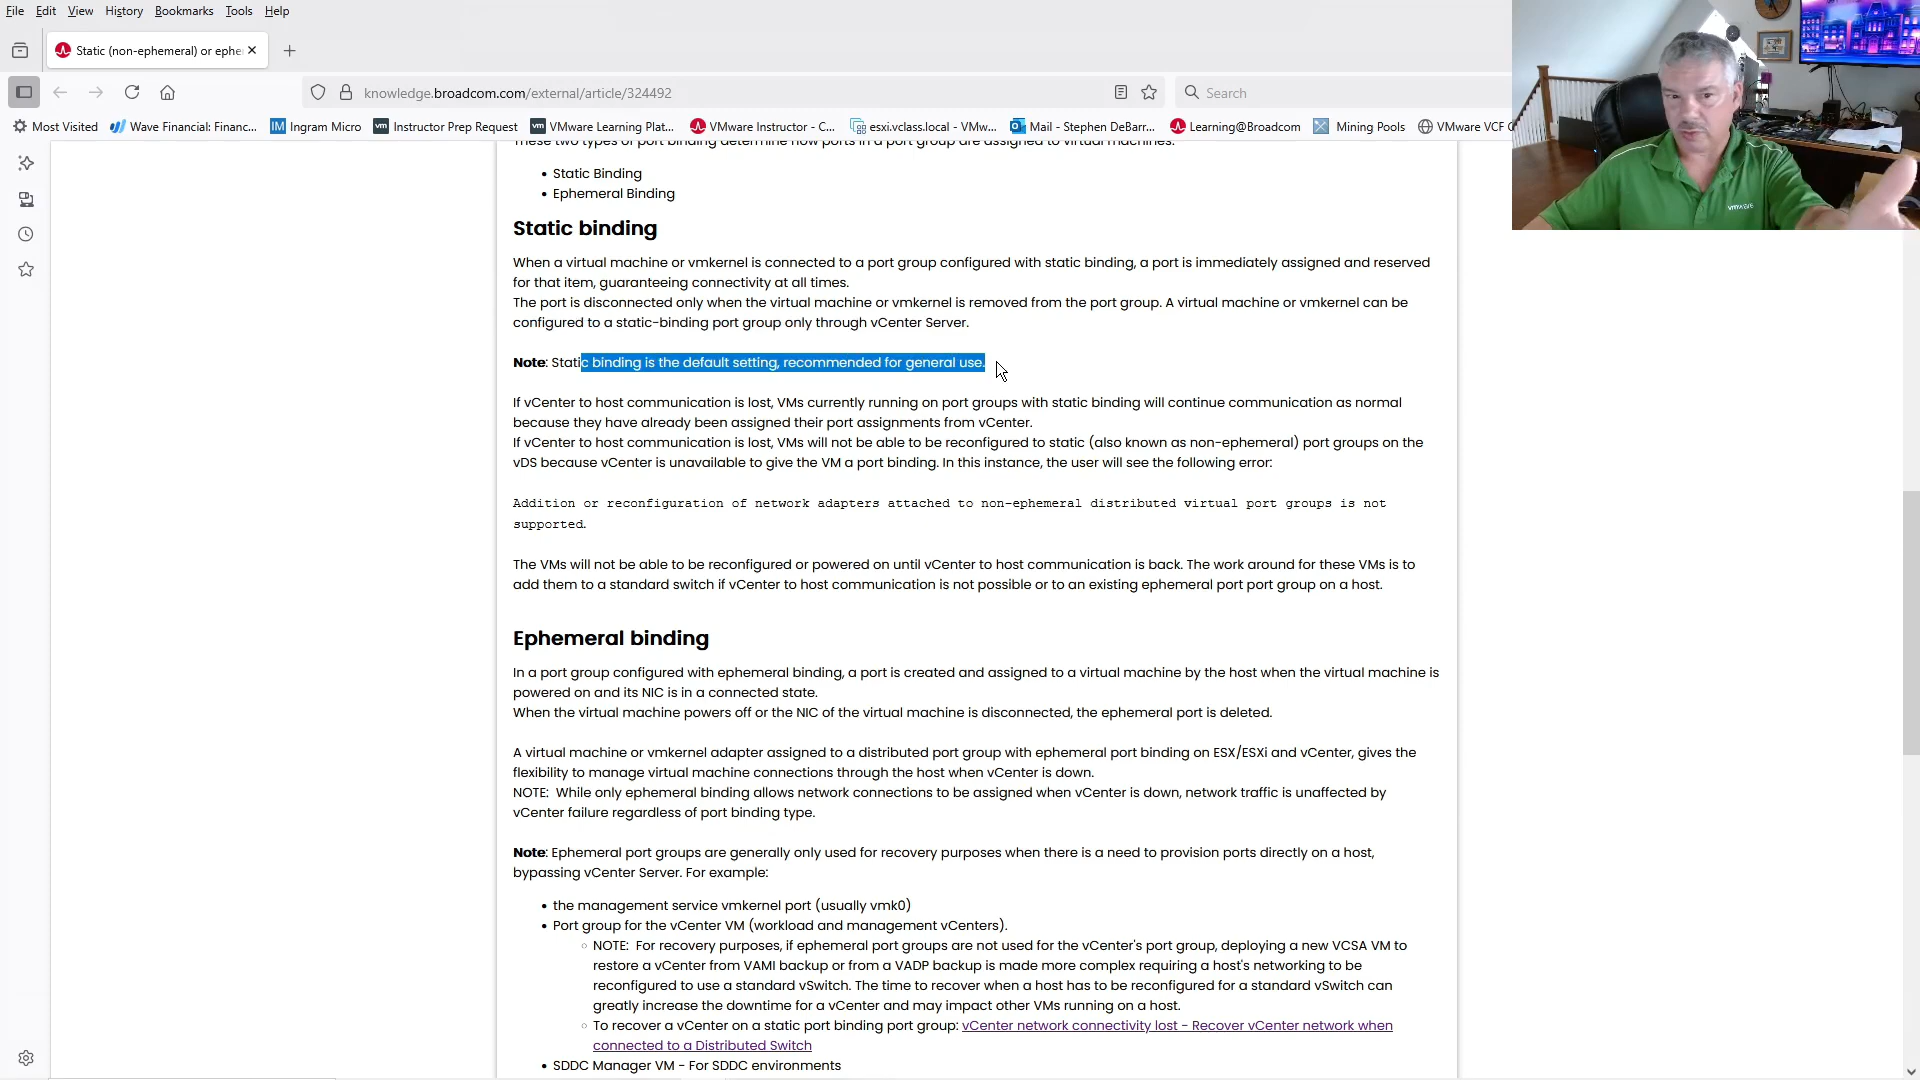 File Edit View History Bookmarks Tools Help
Static (non-ephemeral) or ephe
knowledge.broadcom.com/external/article/324492
Search
Most Visited Wave Financial: Financ... Ingram Micro Instructor Prep Request VMware Learning Plat... VMware Instructor - C... esxi.vclass.local - VMw... Mail - Stephen DeBarr... Learning@Broadcom Mining Pools VMware VCF
vmware
These two types of port binding determine how ports in a port group are assigned to virtual machines.
• Static Binding
• Ephemeral Binding
Static binding
When a virtual machine or vmkernel is connected to a port group configured with static binding, a port is immediately assigned and reserved
for that item, guaranteeing connectivity at all times.
The port is disconnected only when the virtual machine or vmkernel is removed from the port group. A virtual machine or vmkernel can be
configured to a static-binding port group only through vCenter Server.
Note: Static binding is the default setting, recommended for general use.
If vCenter to host communication is lost, VMs currently running on port groups with static binding will continue communication as normal
because they have already been assigned their port assignments from vCenter.
If vCenter to host communication is lost, VMs will not be able to be reconfigured to static (also known as non-ephemeral) port groups on the
vDS because vCenter is unavailable to give the VM a port binding. In this instance, the user will see the following error:
Addition or reconfiguration of network adapters attached to non-ephemeral distributed virtual port groups is not
supported.
The VMs will not be able to be reconfigured or powered on until vCenter to host communication is back. The work around for these VMs is to
add them to a standard switch if vCenter to host communication is not possible or to an existing ephemeral port port group on a host.
Ephemeral binding
In a port group configured with ephemeral binding, a port is created and assigned to a virtual machine by the host when the virtual machine is
powered on and its NIC is in a connected state.
When the virtual machine powers off or the NIC of the virtual machine is disconnected, the ephemeral port is deleted.
A virtual machine or vmkernel adapter assigned to a distributed port group with ephemeral port binding on ESX/ESXi and vCenter, gives the
flexibility to manage virtual machine connections through the host when vCenter is down.
NOTE: While only ephemeral binding allows network connections to be assigned when vCenter is down, network traffic is unaffected by
vCenter failure regardless of port binding type.
Note: Ephemeral port groups are generally only used for recovery purposes when there is a need to provision ports directly on a host,
bypassing vCenter Server. For example:
• the management service vmkernel port (usually vmk0)
• Port group for the vCenter VM (workload and management vCenters).
◦ NOTE: For recovery purposes, if ephemeral port groups are not used for the vCenter's port group, deploying a new VCSA VM to
restore a vCenter from VAMI backup or from a VADP backup is made more complex requiring a host's networking to be
reconfigured to use a standard vSwitch. The time to recover when a host has to be reconfigured for a standard vSwitch can
greatly increase the downtime for a vCenter and may impact other VMs running on a host.
◦ To recover a vCenter on a static port binding port group: vCenter network connectivity lost - Recover vCenter network when
connected to a Distributed Switch
• SDDC Manager VM - For SDDC environments